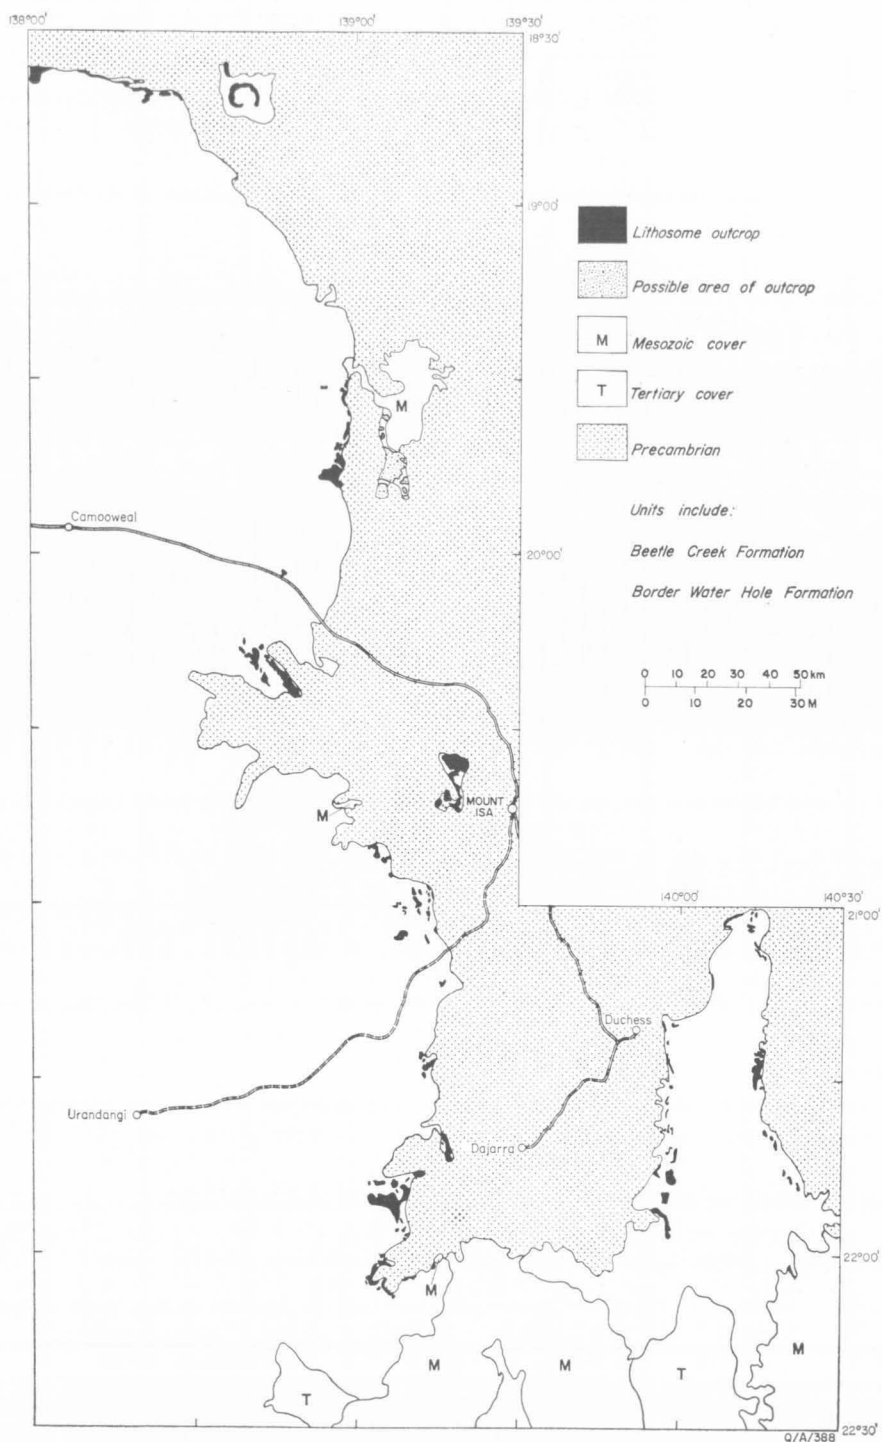 138°00'
139°00'
139°30'
18°30'
19°00'
Lithosome outcrop
Possible area of outcrop
M
Mesozoic cover
T
Tertiary cover
Precambrian
Units include:
Beetle Creek Formation
Border Water Hole Formation
0 10 20 30 40 50 km
0 10 20 30 M
M
Camooweal
20°00'
MOUNT
ISA
M
140°00'
140°30'
21°00'
Duchess
Urandangi
Dajarra
22°00'
M
M
M
M
T
T
22°30'
Q/A/388